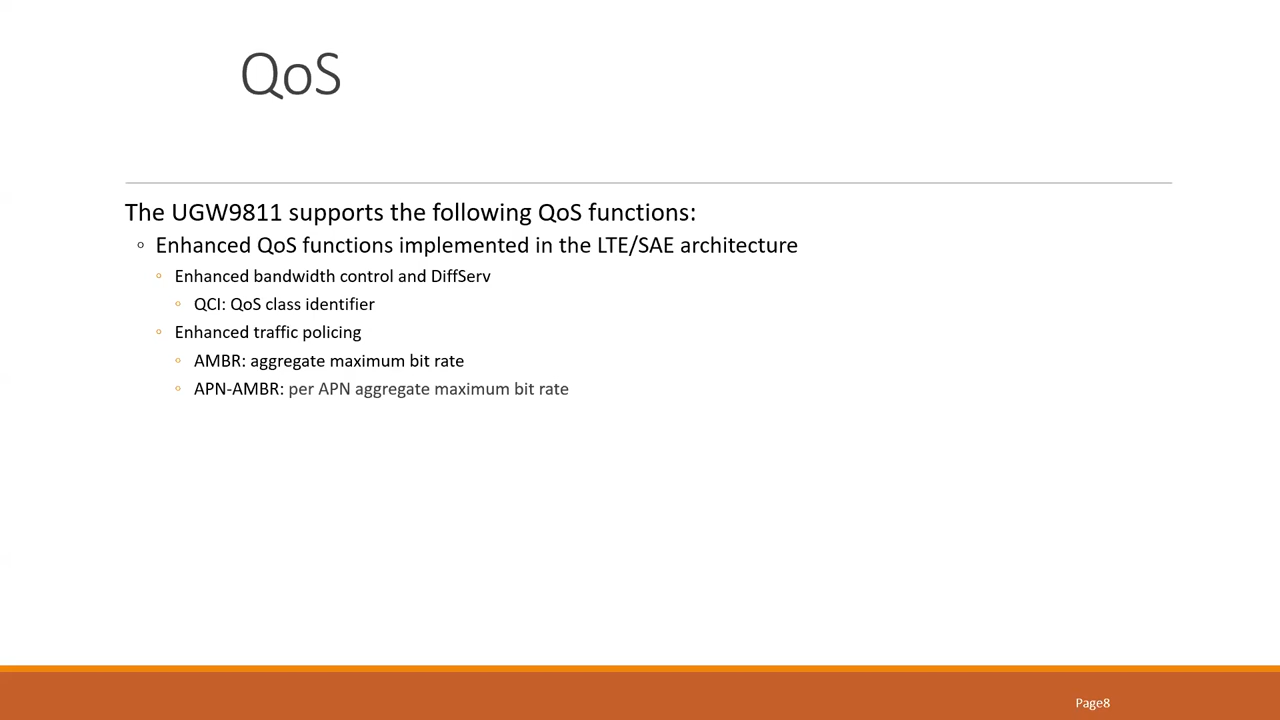 QoS
The UGW9811 supports the following QoS functions:
◦ Enhanced QoS functions implemented in the LTE/SAE architecture
◦ Enhanced bandwidth control and DiffServ
◦ QCI: QoS class identifier
◦ Enhanced traffic policing
◦ AMBR: aggregate maximum bit rate
◦ APN-AMBR: per APN aggregate maximum bit rate
Page8